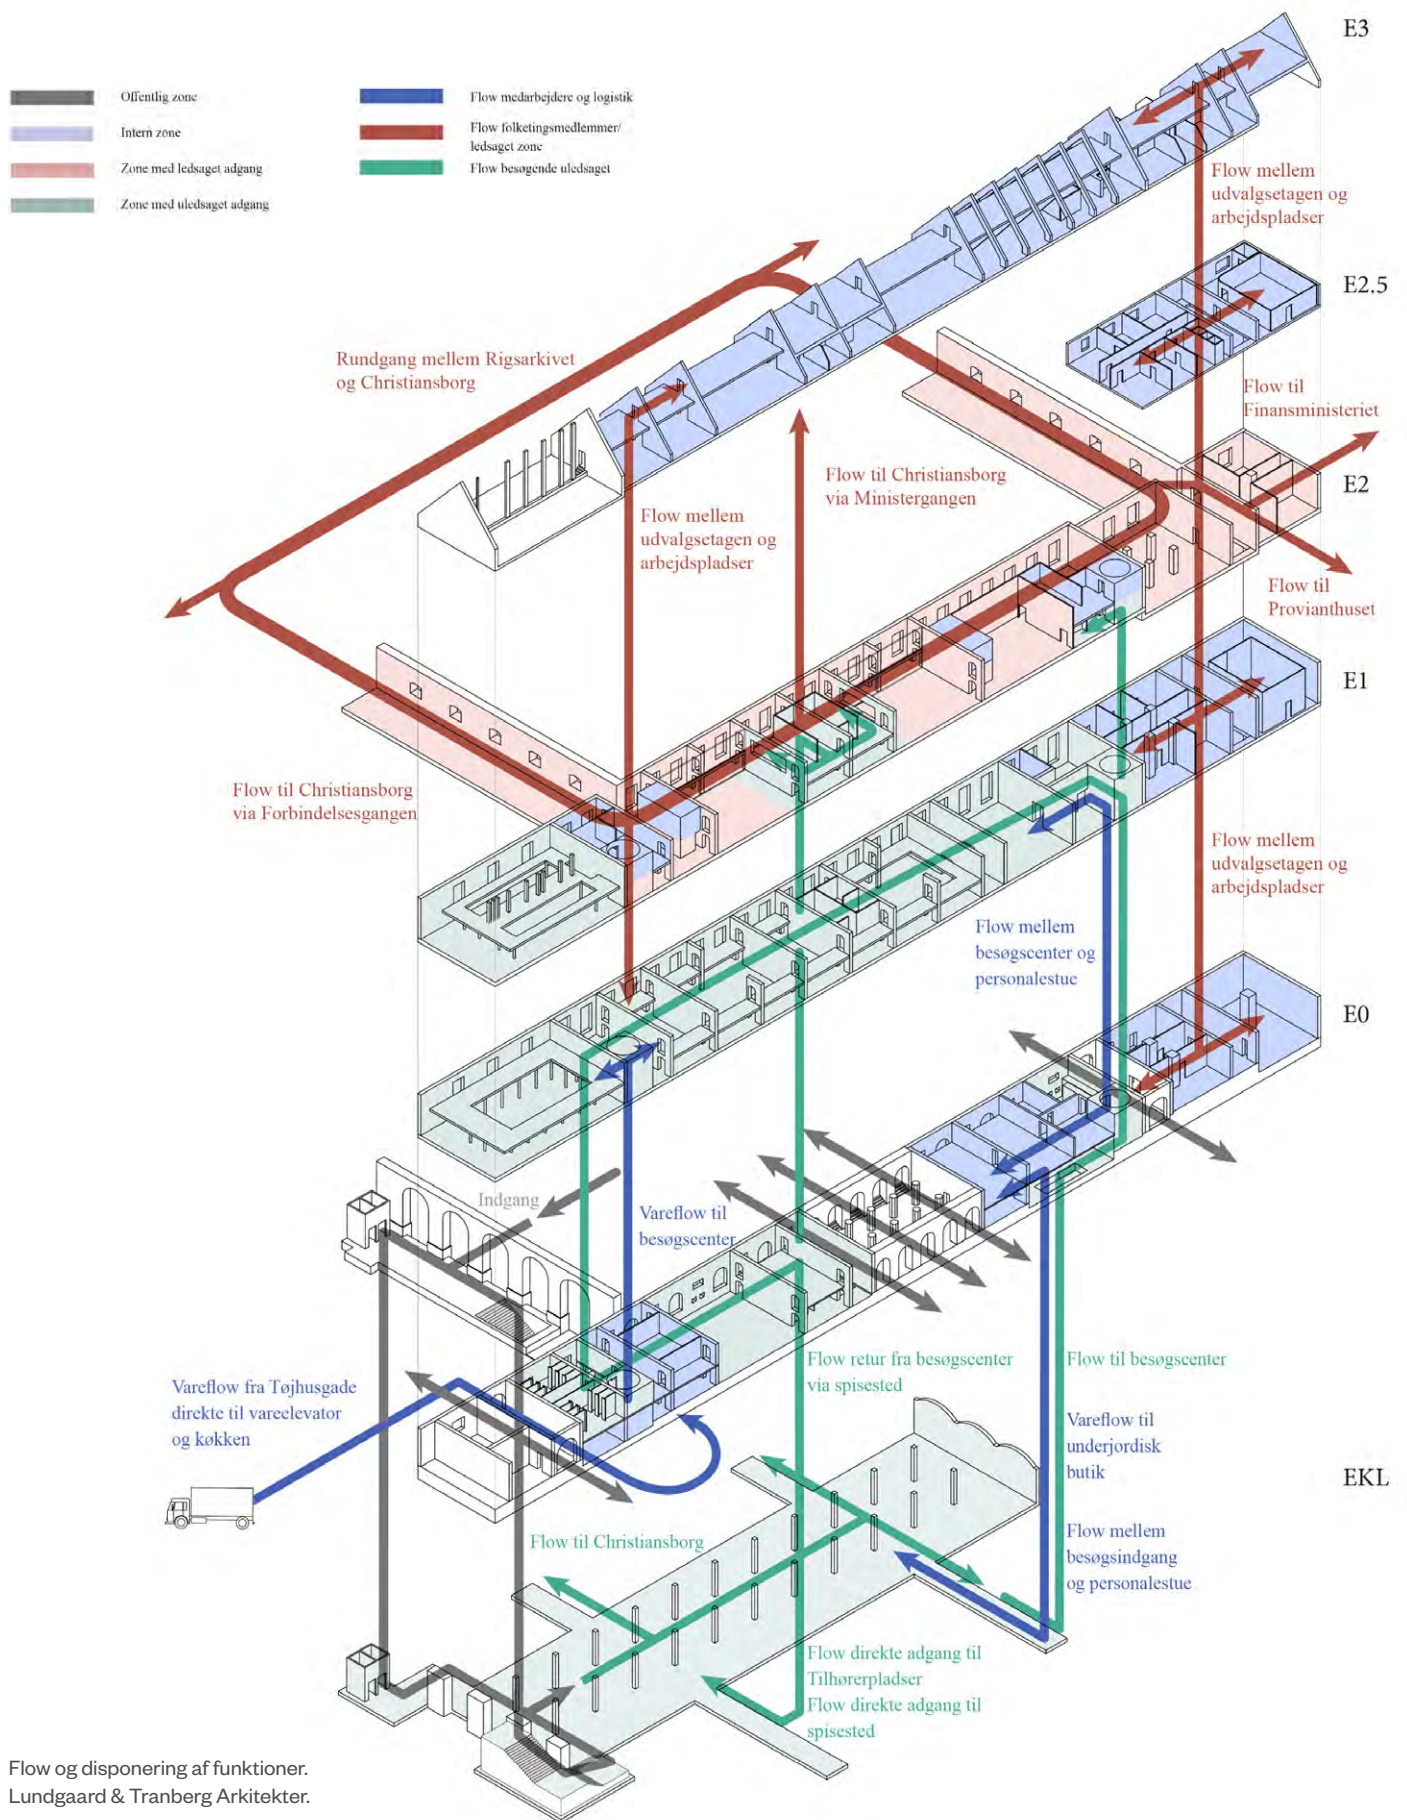 E3
Offentlig zone
Intern zone
Zone med ledsaget adgang
Zone med uledsaget adgang
Flow medarbejdere og logistik
Flow folketingsmedlemmer/
ledsaget zone
Flow besøgende uledsaget
Flow mellem
udvalgsetagen og
arbejdspladser
E2.5
Rundgang mellem Rigsarkivet
og Christiansborg
Flow til
Finansministeriet
Flow til Christiansborg
via Ministergangen
E2
Flow mellem
udvalgsetagen og
arbejdspladser
Flow til
Provianthuset
E1
Flow til Christiansborg
via Forbindelsesgangen
Flow mellem
udvalgsetagen og
arbejdspladser
Flow mellem
besøgscenter og
personalestue
E0
Indgang
Vareflow til
besøgscenter
Flow retur fra besøgscenter
via spisested
Flow til besøgscenter
Vareflow fra Tøjhusgade
direkte til vareelevator
og køkken
Vareflow til
underjordisk
butik
EKL
Flow til Christiansborg
Flow mellem
besøgsindgang
og personalestue
Flow direkte adgang til
Tilhørerpladser
Flow direkte adgang til
spisested
Flow og disponering af funktioner.
Lundgaard & Tranberg Arkitekter.